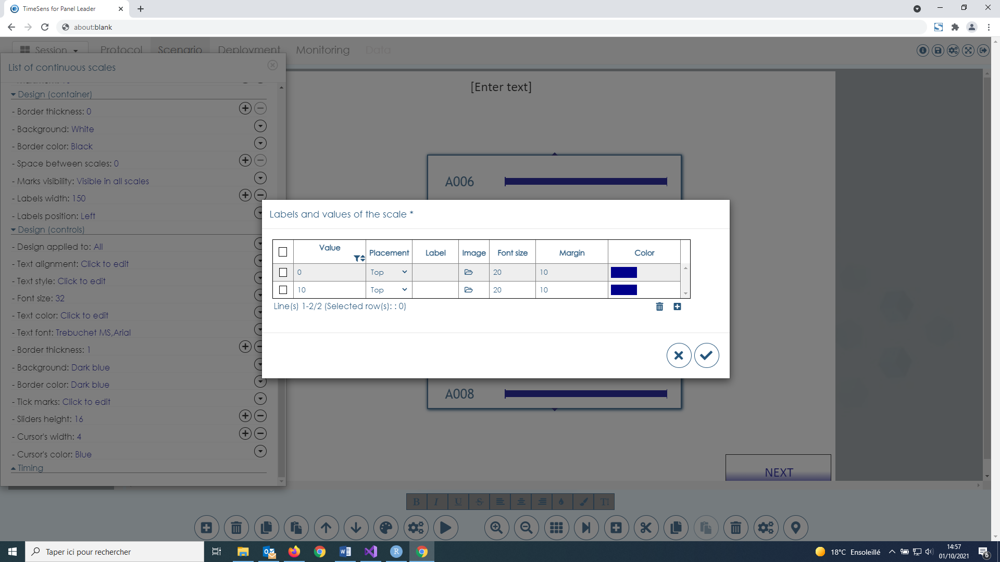 TimeSens for Panel Leader
about:blank
Session Protocol Scenario Deployment Monitoring Data
List of continuous scales
Design (container)
- Border thickness: 0
- Background: White
- Border color: Black
- Space between scales: 0
- Marks visibility: Visible in all scales
- Labels width: 150
- Labels position: Left
Design (controls)
- Design applied to: All
- Text alignment: Click to edit
- Text style: Click to edit
- Font size: 32
- Text color: Click to edit
- Text font: Trebuchet MS,Arial
- Border thickness: 1
- Background: Dark blue
- Border color: Dark blue
- Tick marks: Click to edit
- Sliders height: 16
- Cursor's width: 4
- Cursor's color: Blue
Timing
[Enter text]
A006
Labels and values of the scale *
Value Placement Label Image Font size Margin Color
0 Top 20 10
10 Top 20 10
Line(s) 1-2/2 (Selected row(s): : 0)
A008
NEXT
B I U S T
Taper ici pour rechercher
18°C Ensoleillé
14:57
01/10/2021
6